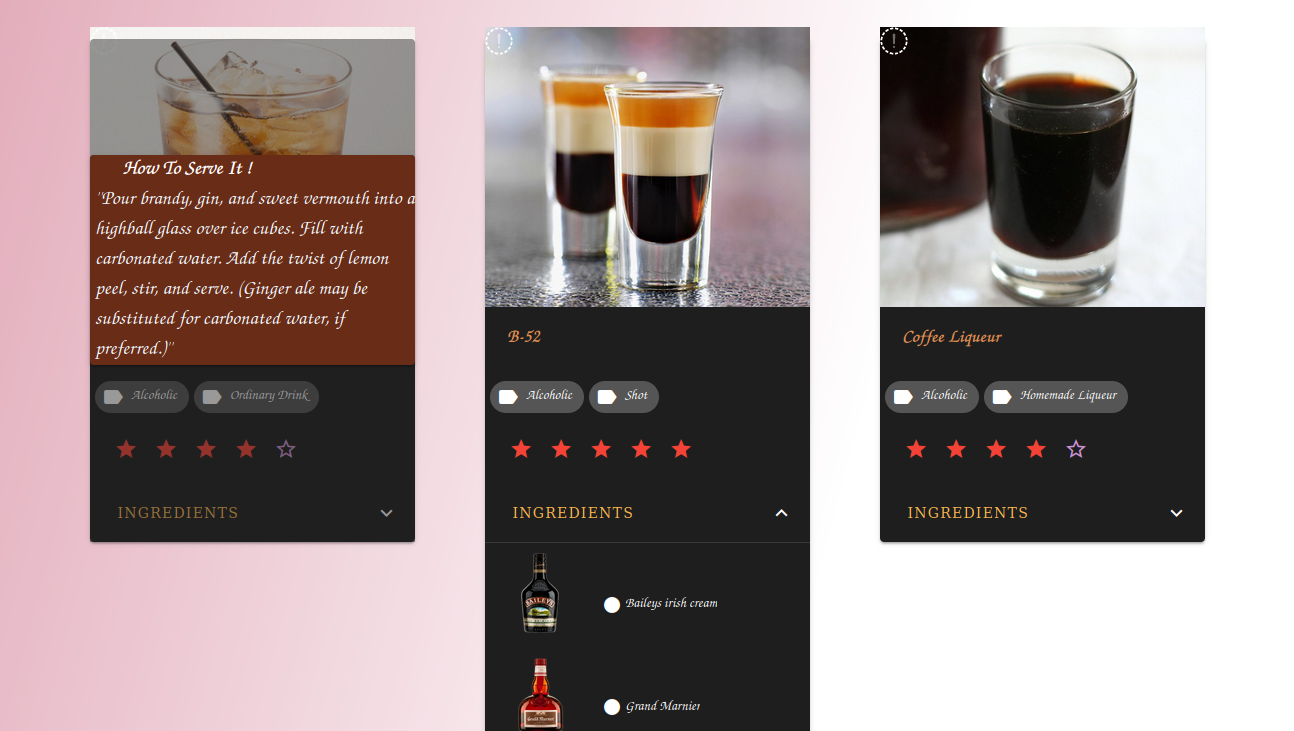 How To Serve It !
"Pour brandy, gin, and sweet vermouth into a
highball glass over ice cubes. Fill with
carbonated water. Add the twist of lemon
peel, stir, and serve. (Ginger ale may be
substituted for carbonated water, if
preferred.)"
Alcoholic
Ordinary Drink
INGREDIENTS
!
B-52
Alcoholic
Shot
INGREDIENTS
BAILEYS
Baileys irish cream
Grand Marnier
Grand Marnier
!
Coffee Liqueur
Alcoholic
Homemade Liqueur
INGREDIENTS